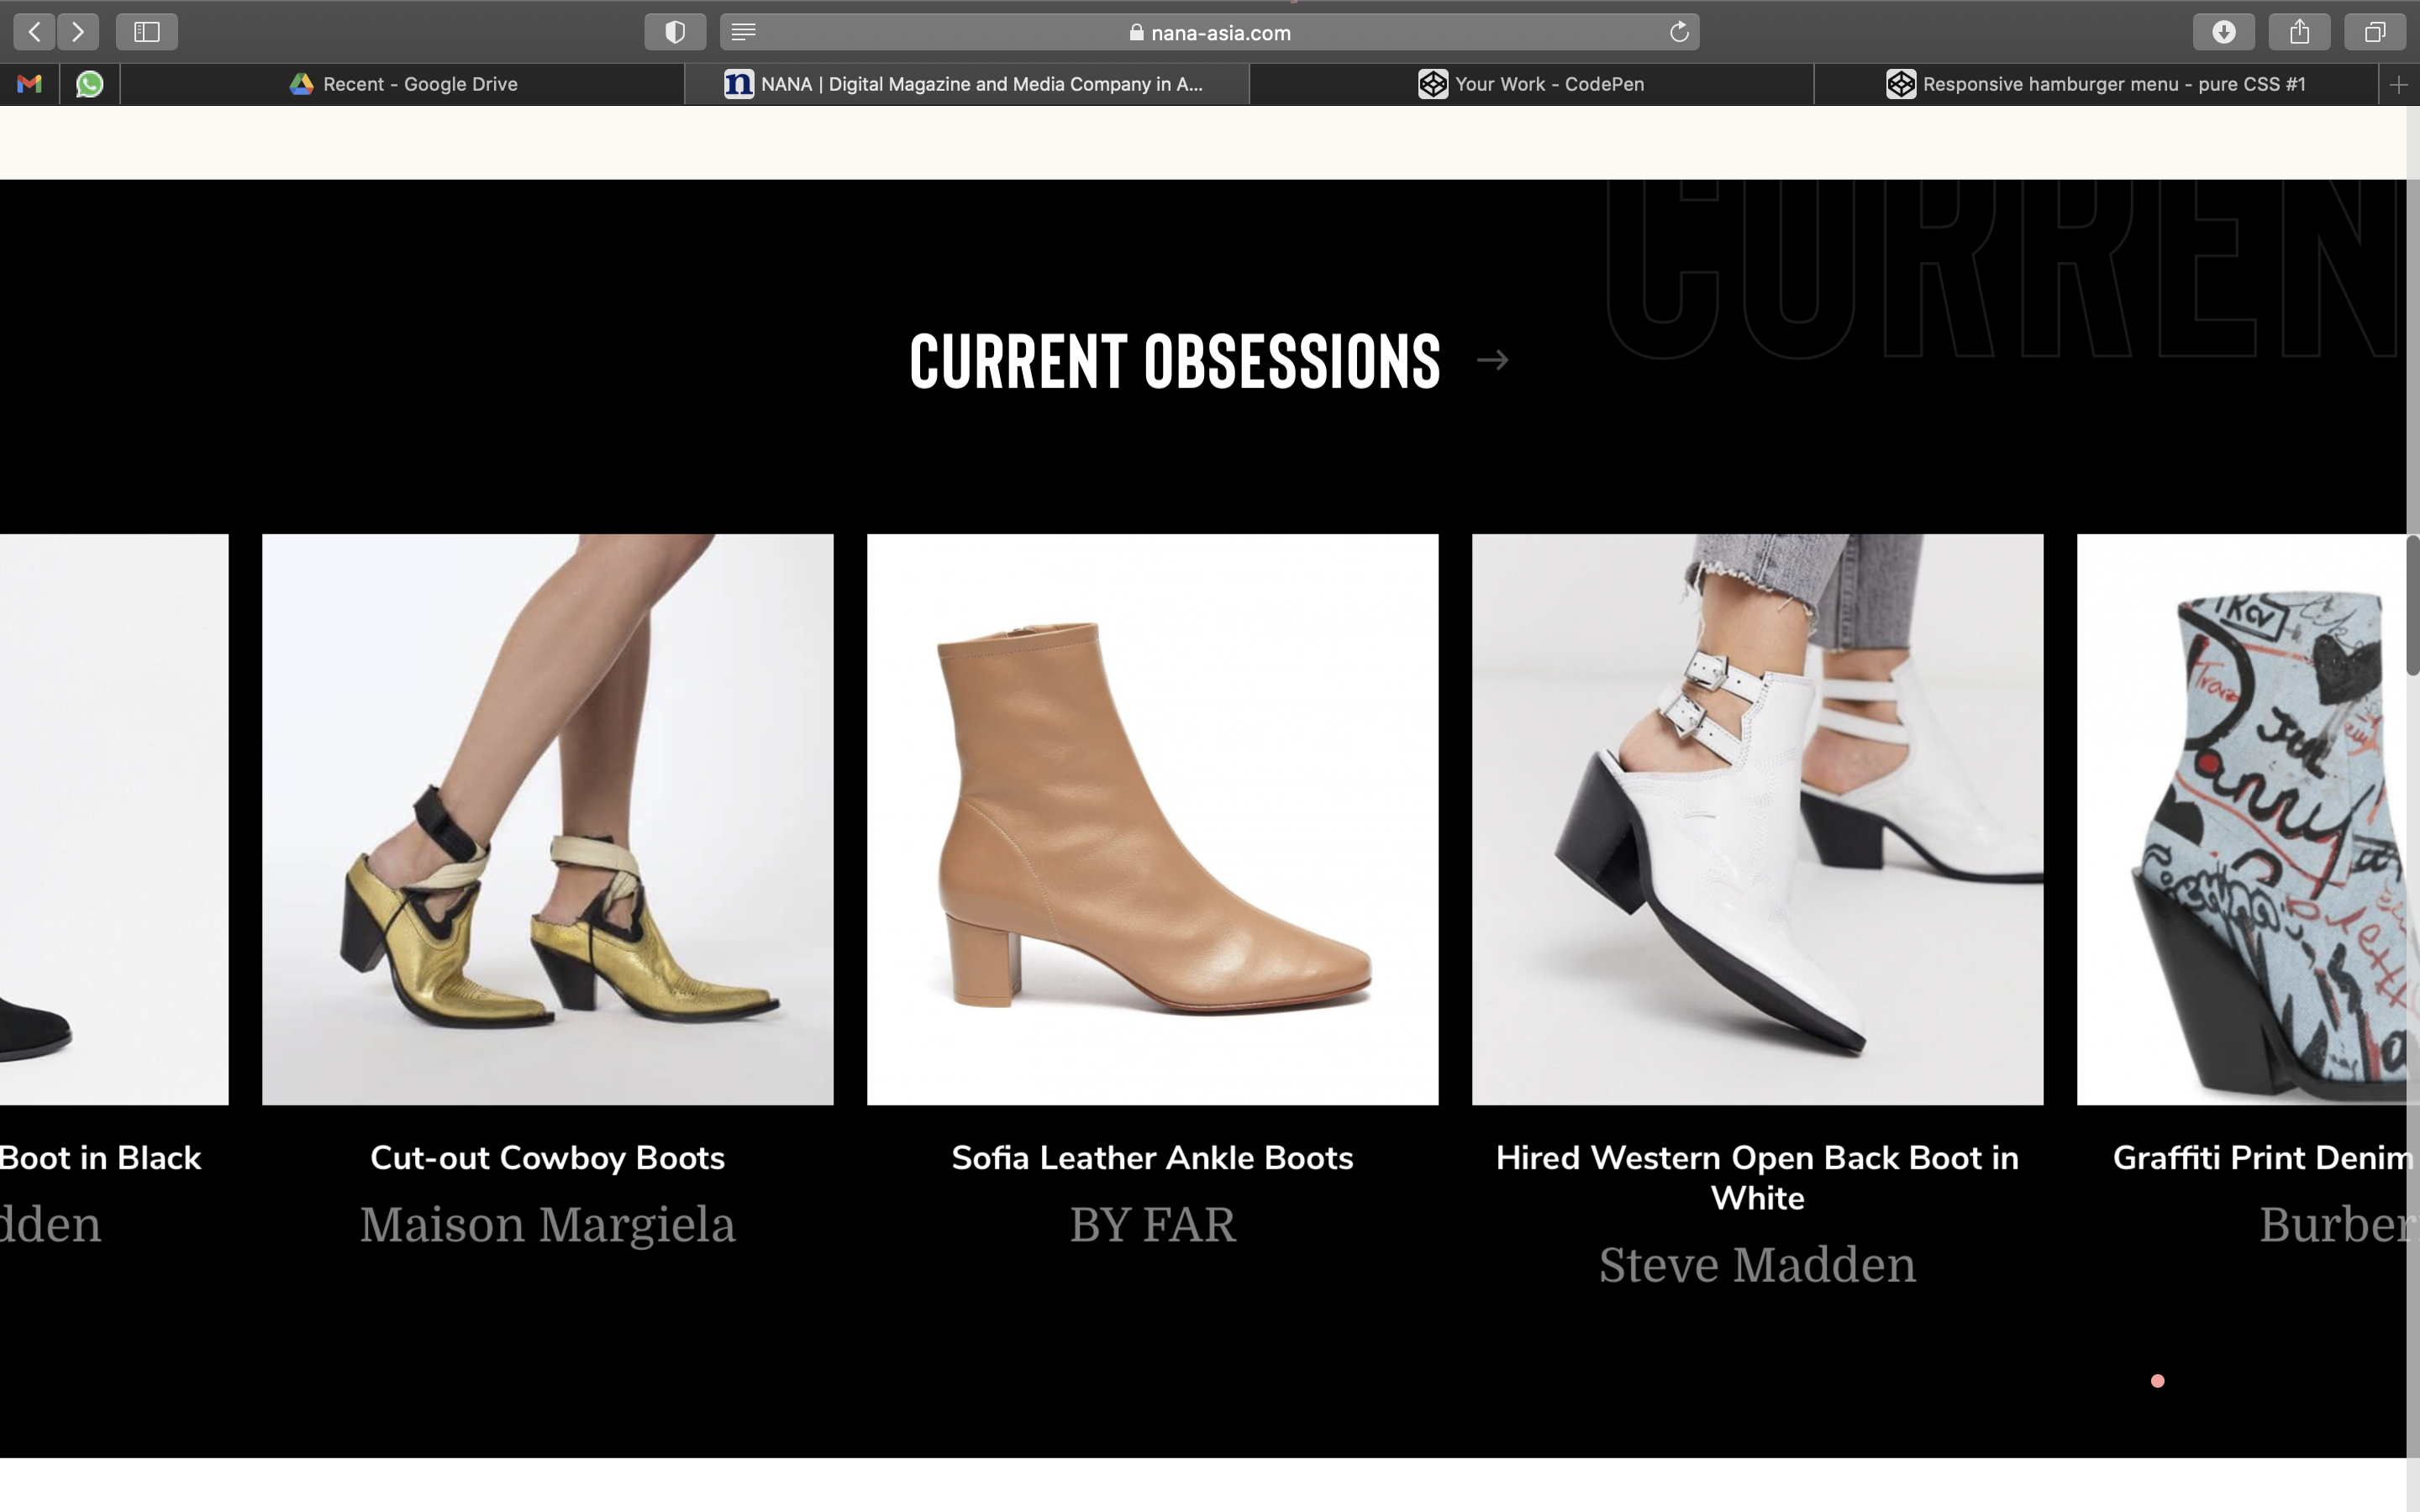 nana-asia.com
Recent - Google Drive
n NANA | Digital Magazine and Media Company in A...
Your Work - CodePen
Responsive hamburger menu - pure CSS #1
CURREN
CURRENT OBSESSIONS →
Boot in Black
dden
Cut-out Cowboy Boots
Maison Margiela
Sofia Leather Ankle Boots
BY FAR
Hired Western Open Back Boot in
White
Steve Madden
Graffiti Print Denim
Burber